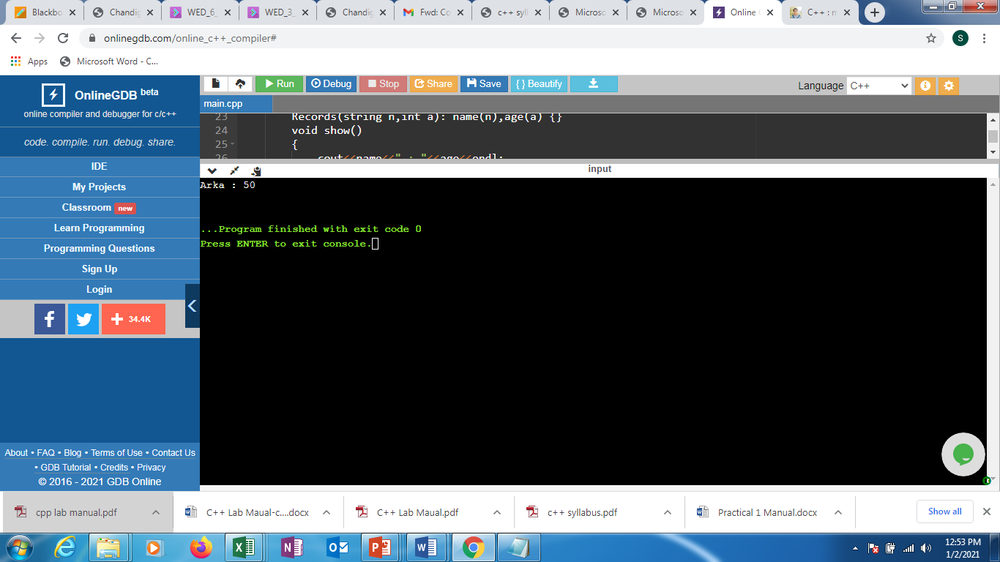 Blackbo
Chandig
WED_6_
WED_3_
Chandig
Fwd: Co
c++ syll
Microso
Microso
Online
C++ : m
onlinegdb.com/online_c++_compiler#
S
Apps
Microsoft Word - C...
OnlineGDB beta
online compiler and debugger for c/c++
code. compile. run. debug. share.
IDE
My Projects
Classroom new
Learn Programming
Programming Questions
Sign Up
Login
34.4K
About • FAQ • Blog • Terms of Use • Contact Us
• GDB Tutorial • Credits • Privacy
© 2016 - 2021 GDB Online
Run
Debug
Stop
Share
Save
{ } Beautify
Language C++
main.cpp
23 Records(string n,int a): name(n),age(a) {}
24 void show()
25 {
26 cout<<name<<" : "<<age<<endl;
input
Arka : 50
...Program finished with exit code 0
Press ENTER to exit console.
cpp lab manual.pdf
C++ Lab Maual-c....docx
C++ Lab Maual.pdf
c++ syllabus.pdf
Practical 1 Manual.docx
Show all
12:53 PM
1/2/2021